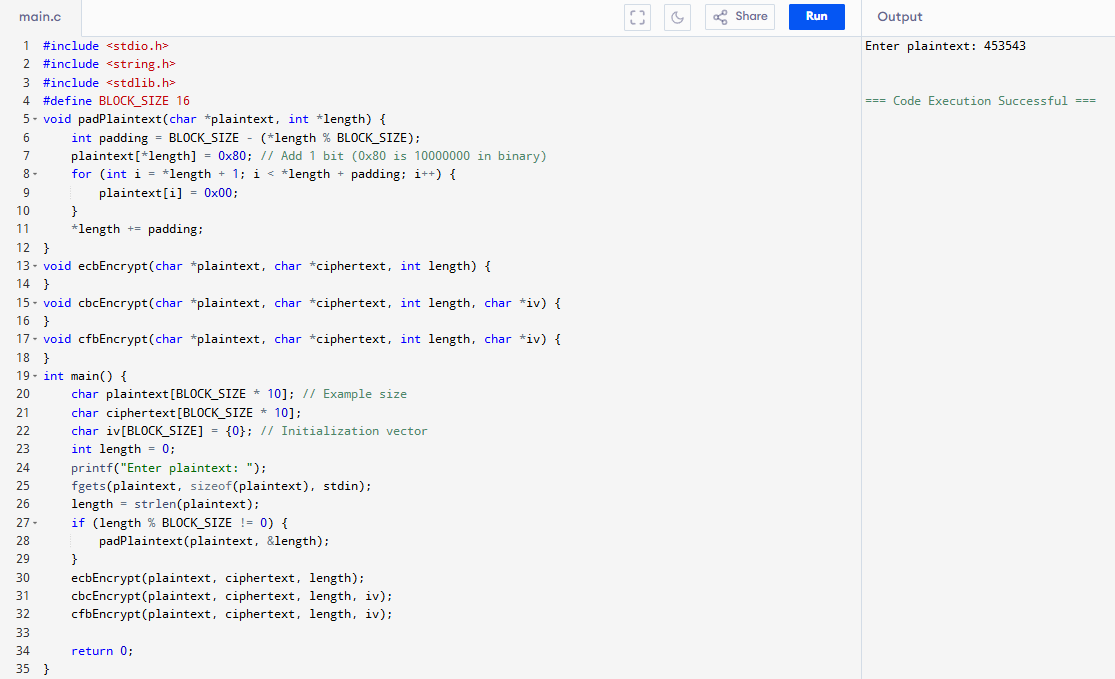 main.c
Share
Run
Output
1 #include <stdio.h>
2 #include <string.h>
3 #include <stdlib.h>
4 #define BLOCK_SIZE 16
5 void padPlaintext(char *plaintext, int *length) {
6     int padding = BLOCK_SIZE - (*length % BLOCK_SIZE);
7     plaintext[*length] = 0x80; // Add 1 bit (0x80 is 10000000 in binary)
8     for (int i = *length + 1; i < *length + padding; i++) {
9         plaintext[i] = 0x00;
10     }
11     *length += padding;
12 }
13 void ecbEncrypt(char *plaintext, char *ciphertext, int length) {
14 }
15 void cbcEncrypt(char *plaintext, char *ciphertext, int length, char *iv) {
16 }
17 void cfbEncrypt(char *plaintext, char *ciphertext, int length, char *iv) {
18 }
19 int main() {
20     char plaintext[BLOCK_SIZE * 10]; // Example size
21     char ciphertext[BLOCK_SIZE * 10];
22     char iv[BLOCK_SIZE] = {0}; // Initialization vector
23     int length = 0;
24     printf("Enter plaintext: ");
25     fgets(plaintext, sizeof(plaintext), stdin);
26     length = strlen(plaintext);
27     if (length % BLOCK_SIZE != 0) {
28         padPlaintext(plaintext, &length);
29     }
30     ecbEncrypt(plaintext, ciphertext, length);
31     cbcEncrypt(plaintext, ciphertext, length, iv);
32     cfbEncrypt(plaintext, ciphertext, length, iv);
33
34     return 0;
35 }
Enter plaintext: 453543
=== Code Execution Successful ===